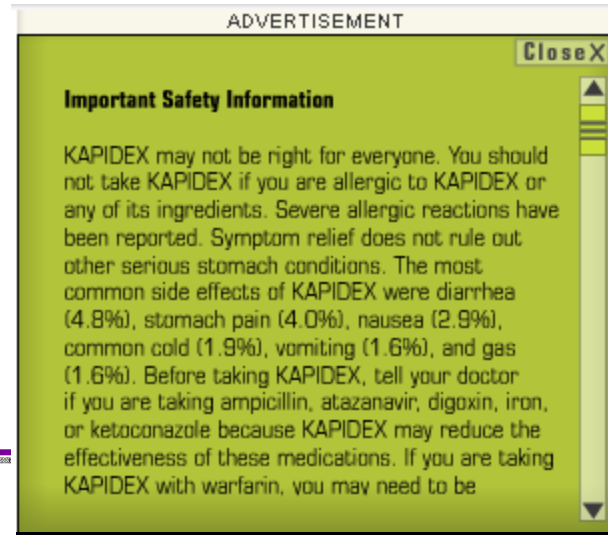 ADVERTISEMENT
Close X
Important Safety Information
KAPIDEX may not be right for everyone. You should
not take KAPIDEX if you are allergic to KAPIDEX or
any of its ingredients. Severe allergic reactions have
been reported. Symptom relief does not rule out
other serious stomach conditions. The most
common side effects of KAPIDEX were diarrhea
(4.8%), stomach pain (4.0%), nausea (2.9%),
common cold (1.9%), vomiting (1.6%), and gas
(1.6%). Before taking KAPIDEX, tell your doctor
if you are taking ampicillin, atazanavir, digoxin, iron,
or ketoconazole because KAPIDEX may reduce the
effectiveness of these medications. If you are taking
KAPIDEX with warfarin, you may need to be